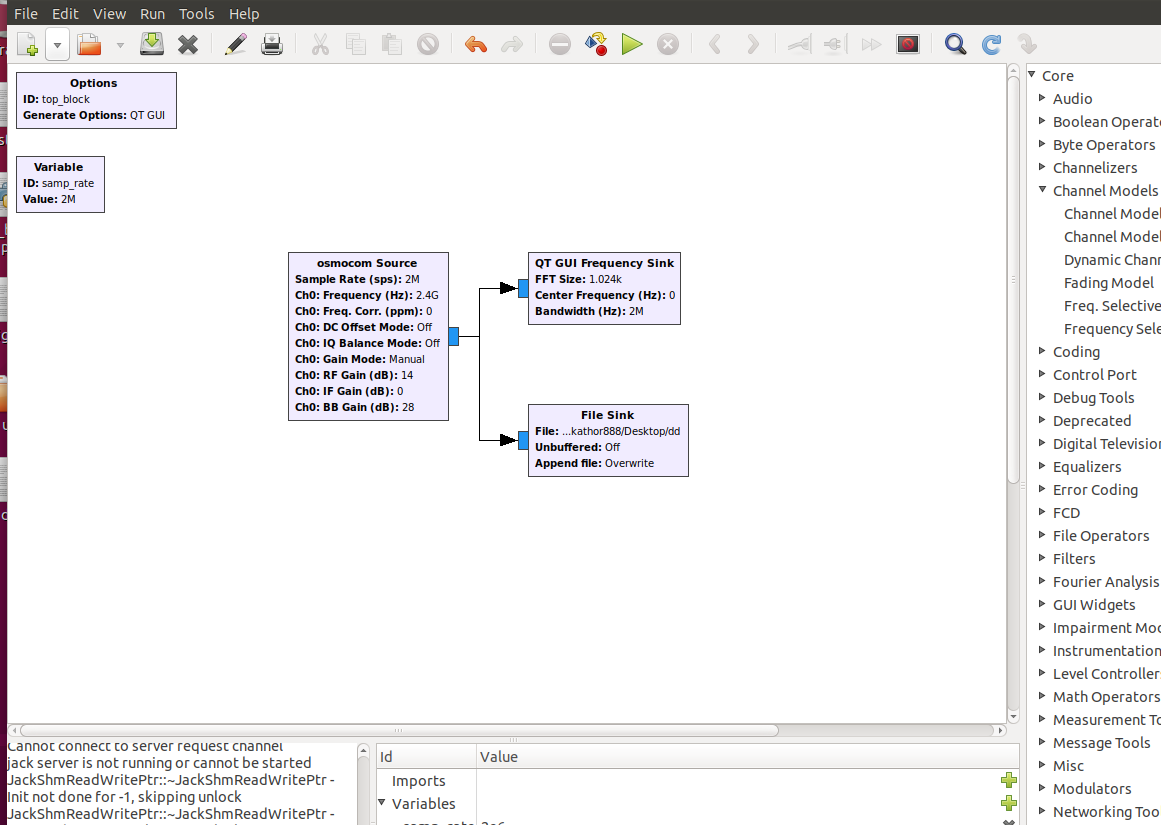 File Edit View Run Tools Help
Options
ID: top_block
Generate Options: QT GUI
Variable
ID: samp_rate
Value: 2M
osmocom Source
Sample Rate (sps): 2M
Ch0: Frequency (Hz): 2.4G
Ch0: Freq. Corr. (ppm): 0
Ch0: DC Offset Mode: Off
Ch0: IQ Balance Mode: Off
Ch0: Gain Mode: Manual
Ch0: RF Gain (dB): 14
Ch0: IF Gain (dB): 0
Ch0: BB Gain (dB): 28
QT GUI Frequency Sink
FFT Size: 1.024k
Center Frequency (Hz): 0
Bandwidth (Hz): 2M
File Sink
File: ...kathor888/Desktop/dd
Unbuffered: Off
Append file: Overwrite
Core
Audio
Boolean Operato
Byte Operators
Channelizers
Channel Models
Channel Model
Channel Model
Dynamic Chann
Fading Model
Freq. Selective
Frequency Sele
Coding
Control Port
Debug Tools
Deprecated
Digital Television
Equalizers
Error Coding
FCD
File Operators
Filters
Fourier Analysis
GUI Widgets
Impairment Mod
Instrumentation
Level Controllers
Math Operators
Measurement To
Message Tools
Misc
Modulators
Networking Too
Cannot connect to server request channel
jack server is not running or cannot be started
JackShmReadWritePtr::~JackShmReadWritePtr -
Init not done for -1, skipping unlock
JackShmReadWritePtr::~JackShmReadWritePtr -
Id Value
Imports
Variables
samp_rate 2e6